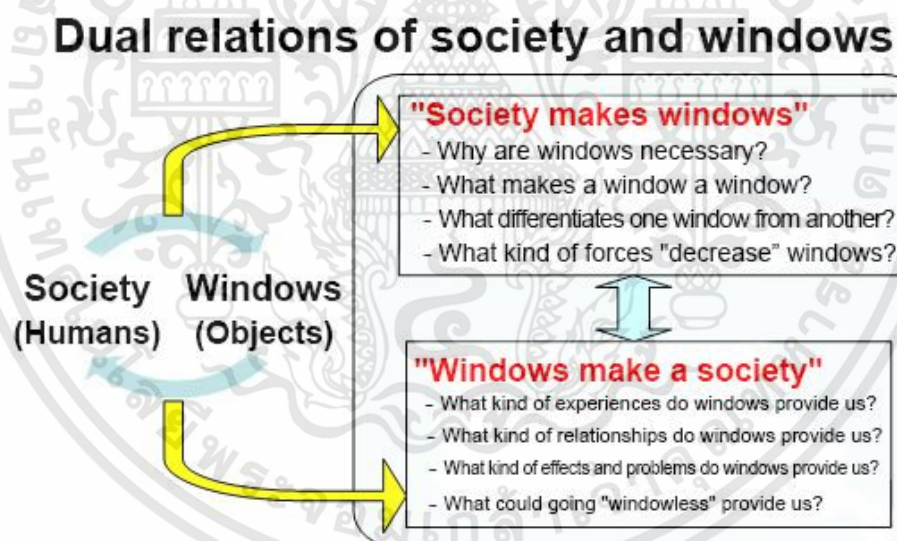 Dual relations of society and windows
"Society makes windows"
- Why are windows necessary?
- What makes a window a window?
- What differentiates one window from another?
- What kind of forces "decrease" windows?
Society Windows
(Humans) (Objects)
"Windows make a society"
- What kind of experiences do windows provide us?
- What kind of relationships do windows provide us?
- What kind of effects and problems do windows provide us?
- What could going "windowless" provide us?